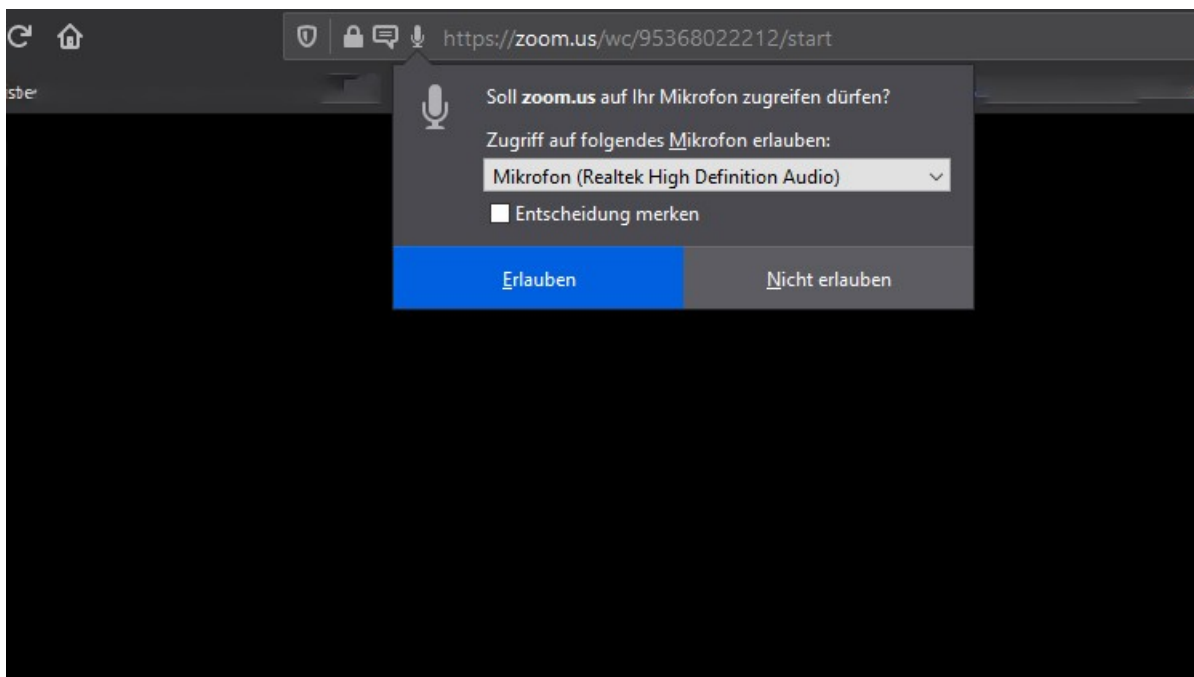 https://zoom.us/wc/95368022212/start
Soll zoom.us auf Ihr Mikrofon zugreifen dürfen?
Zugriff auf folgendes Mikrofon erlauben:
Mikrofon (Realtek High Definition Audio)
Entscheidung merken
Erlauben Nicht erlauben